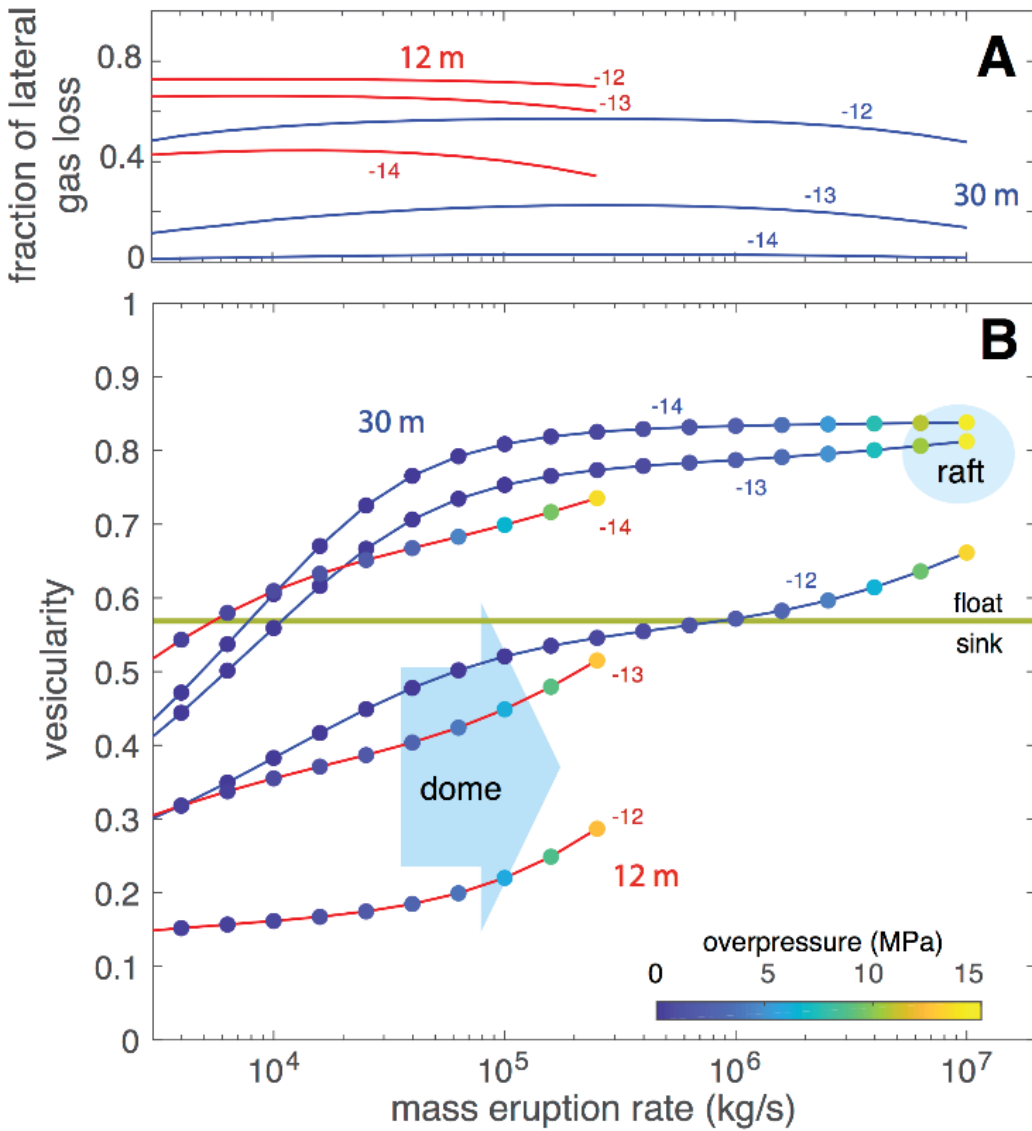 A
fraction of lateral
gas loss
0.8
0.4
0
12 m
-12
-13
-14
-12
-13
-14
30 m
B
vesicularity
1
0.9
0.8
0.7
0.6
0.5
0.4
0.3
0.2
0.1
0
30 m
-14
-13
raft
-14
-12
float
sink
-13
dome
-12
12 m
overpressure (MPa)
0 5 10 15
10⁴ 10⁵ 10⁶ 10⁷
mass eruption rate (kg/s)